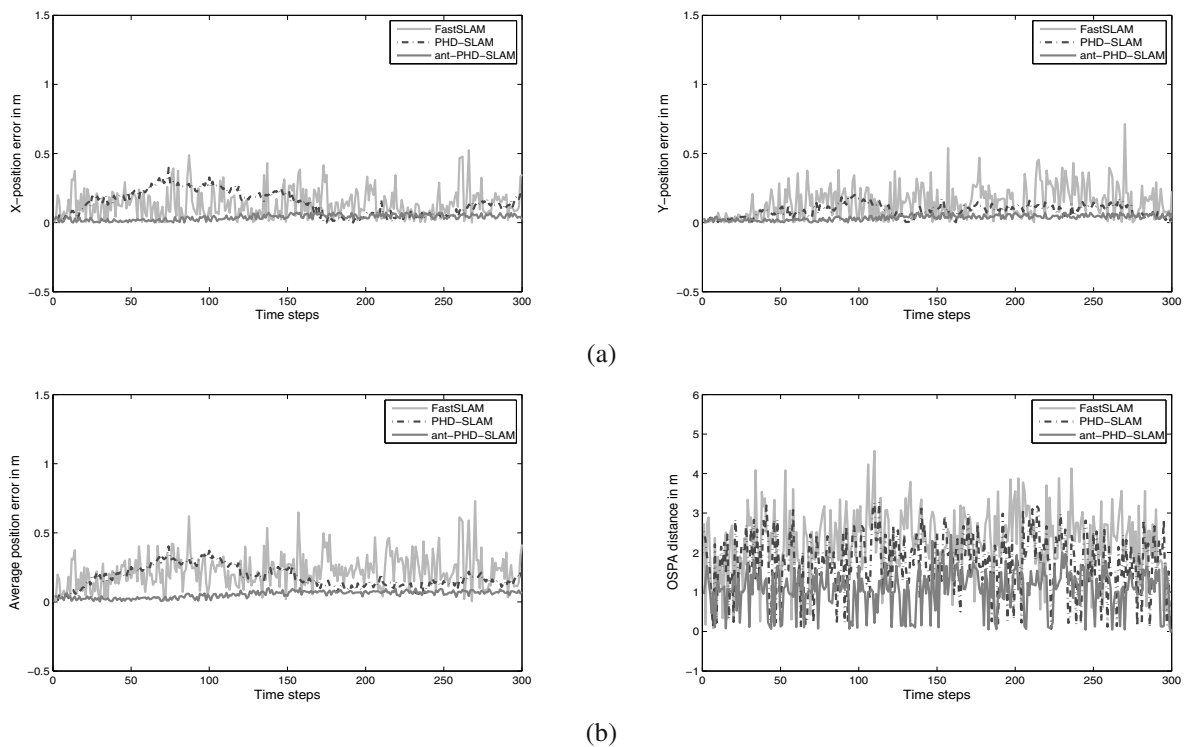 1.5
1
0.5
0
−0.5
X−position error in m
0 50 100 150 200 250 300
Time steps
FastSLAM
PHD−SLAM
ant−PHD−SLAM
1.5
1
0.5
0
−0.5
Y−position error in m
0 50 100 150 200 250 300
Time steps
FastSLAM
PHD−SLAM
ant−PHD−SLAM
(a)
1.5
1
0.5
0
−0.5
Average position error in m
0 50 100 150 200 250 300
Time steps
FastSLAM
PHD−SLAM
ant−PHD−SLAM
6
5
4
3
2
1
0
−1
OSPA distance in m
0 50 100 150 200 250 300
Time steps
FastSLAM
PHD−SLAM
ant−PHD−SLAM
(b)